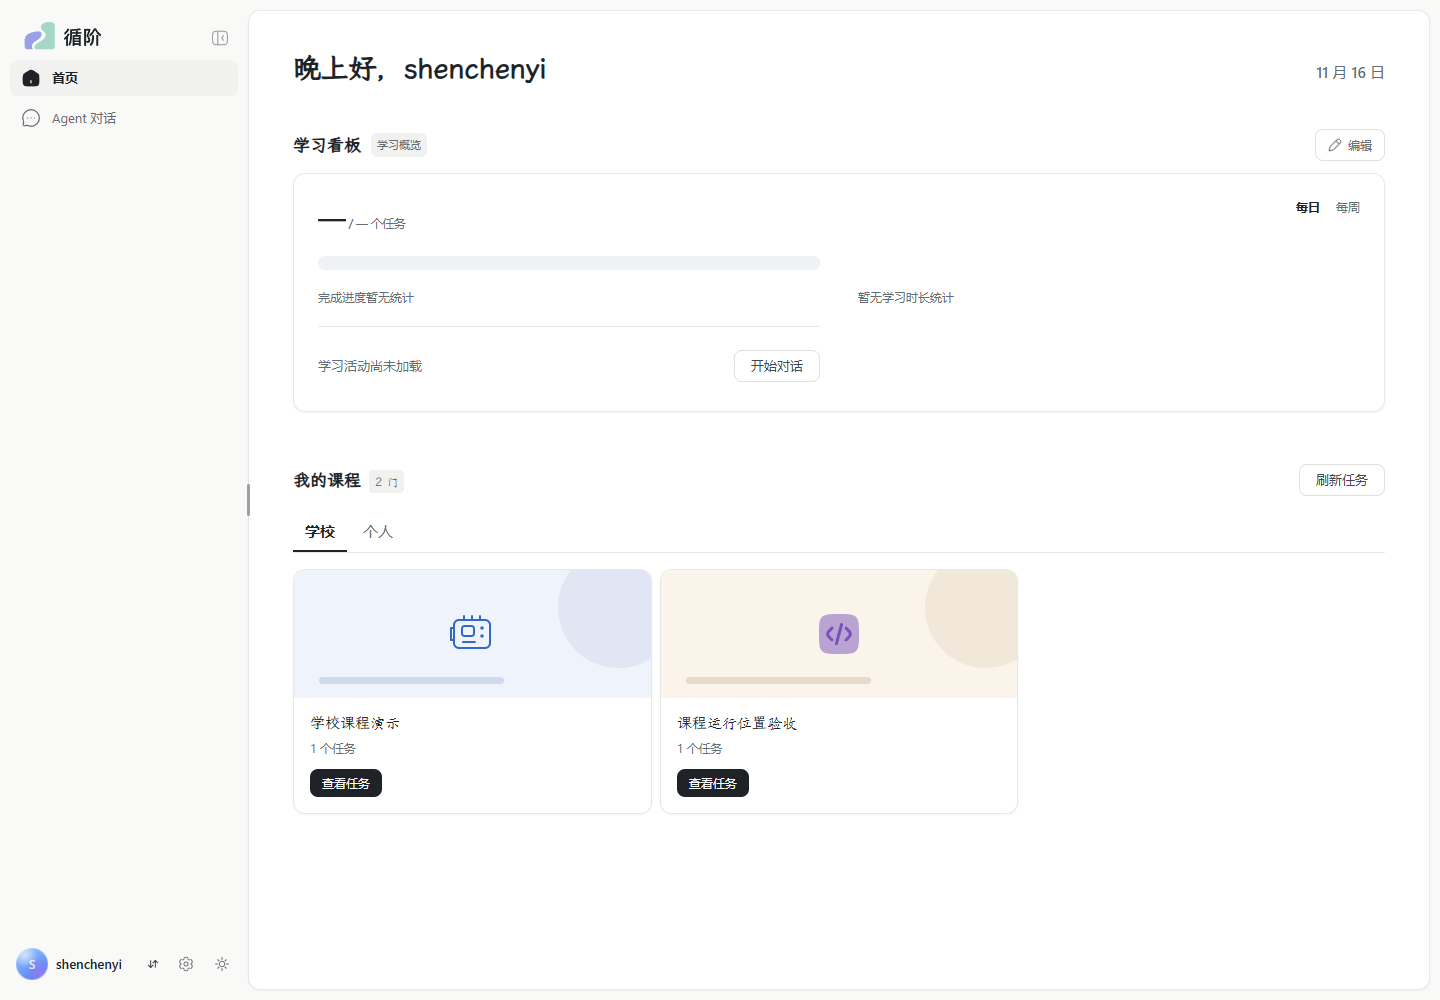 循阶
首页
Agent 对话
晚上好，shenchenyi
11 月 16 日
学习看板 学习概览
编辑
每日 每周
— / — 个任务
完成进度暂无统计
暂无学习时长统计
学习活动尚未加载
开始对话
我的课程 2 门
刷新任务
学校 个人
学校课程演示
1 个任务
查看任务
课程运行位置验收
1 个任务
查看任务
S shenchenyi